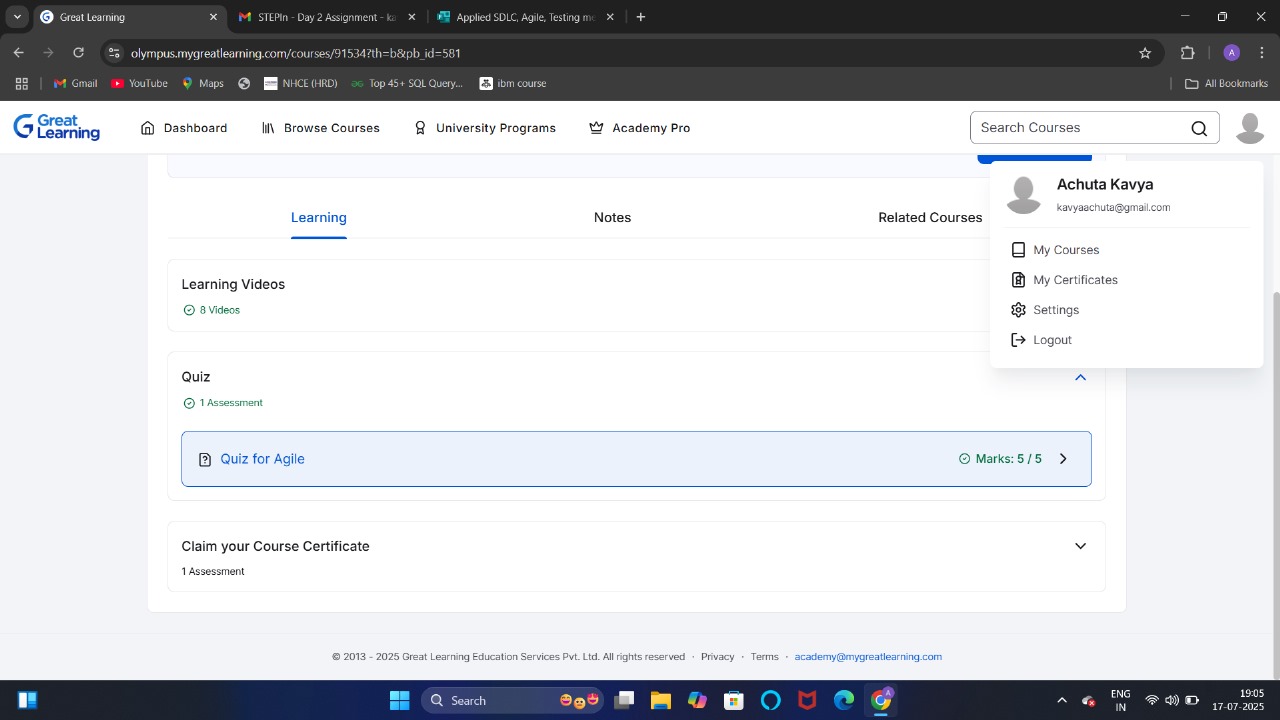 Great Learning
STEPIn - Day 2 Assignment - ka
Applied SDLC, Agile, Testing me
olympus.mygreatlearning.com/courses/91534?th=b&pb_id=581
A
Gmail
YouTube
Maps
NHCE (HRD)
Top 45+ SQL Query...
ibm course
All Bookmarks
Great
Learning
Dashboard
Browse Courses
University Programs
Academy Pro
Search Courses
Achuta Kavya
kavyaachuta@gmail.com
My Courses
My Certificates
Settings
Logout
Learning
Notes
Related Courses
Learning Videos
8 Videos
Quiz
1 Assessment
Quiz for Agile
Marks: 5 / 5
Claim your Course Certificate
1 Assessment
© 2013 - 2025 Great Learning Education Services Pvt. Ltd. All rights reserved · Privacy · Terms · academy@mygreatlearning.com
Search
A
ENG
IN
19:05
17-07-2025